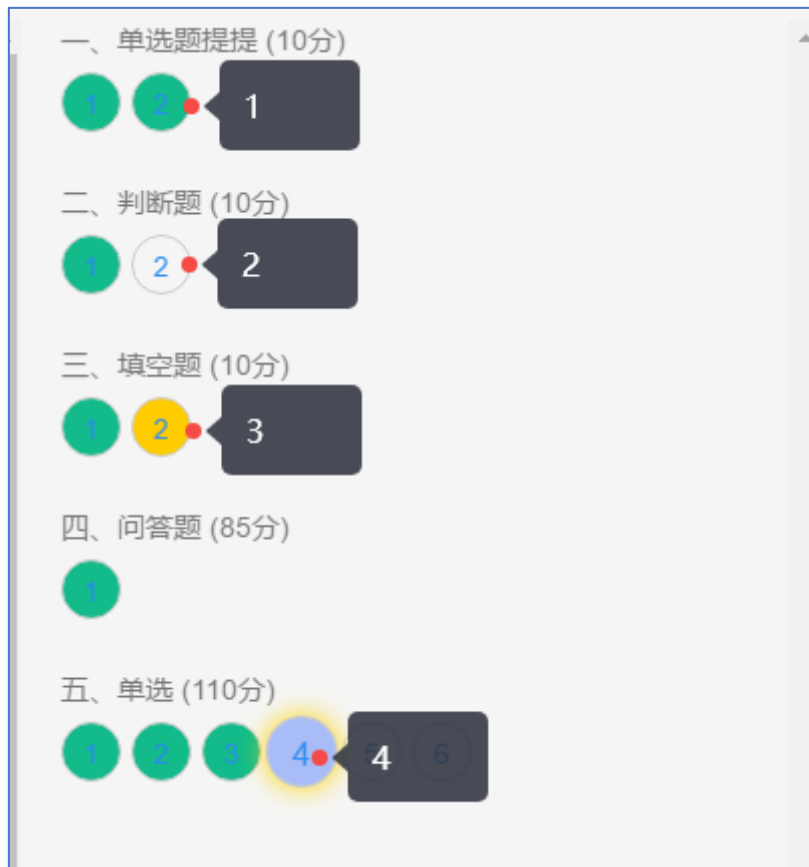 一、单选题提提 (10分)
1 2 1
二、判断题 (10分)
1 2 2
三、填空题 (10分)
1 2 3
四、问答题 (85分)
1
五、单选 (110分)
1 2 3 4 4 5 6